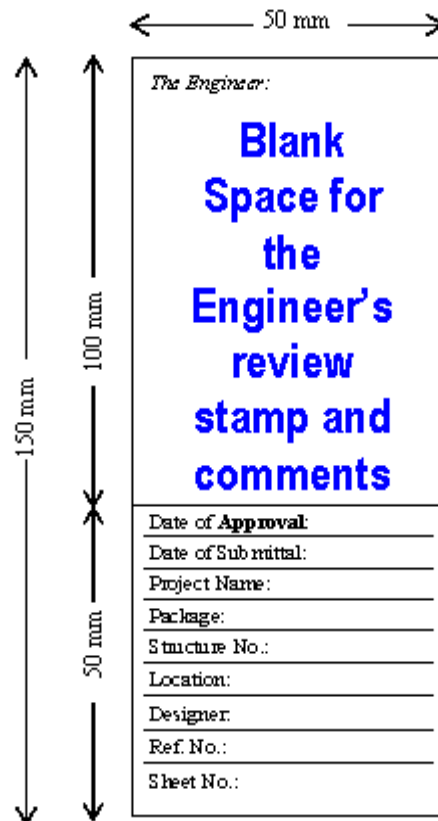 50 mm
The Engineer:
Blank
Space for
the
Engineer's
review
stamp and
comments
100 mm
150 mm
50 mm
Date of Approval:
Date of Submittal:
Project Name:
Package:
Structure No.:
Location:
Designer:
Ref. No.:
Sheet No.: